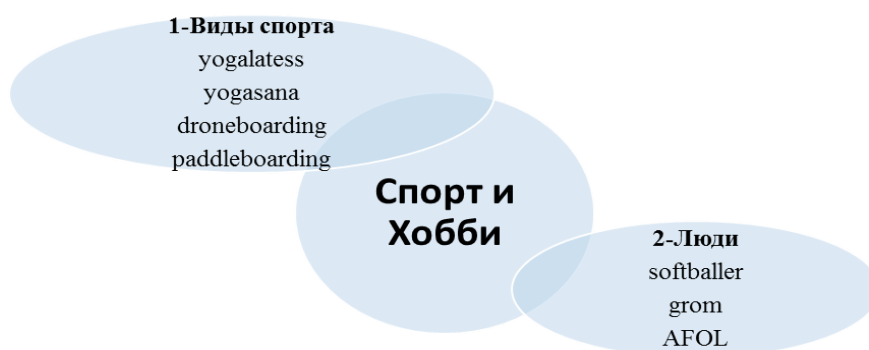 1-Виды спорта
yogalatess
yogasana
droneboarding
paddleboarding
Спорт и
Хобби
2-Люди
softballer
grom
AFOL